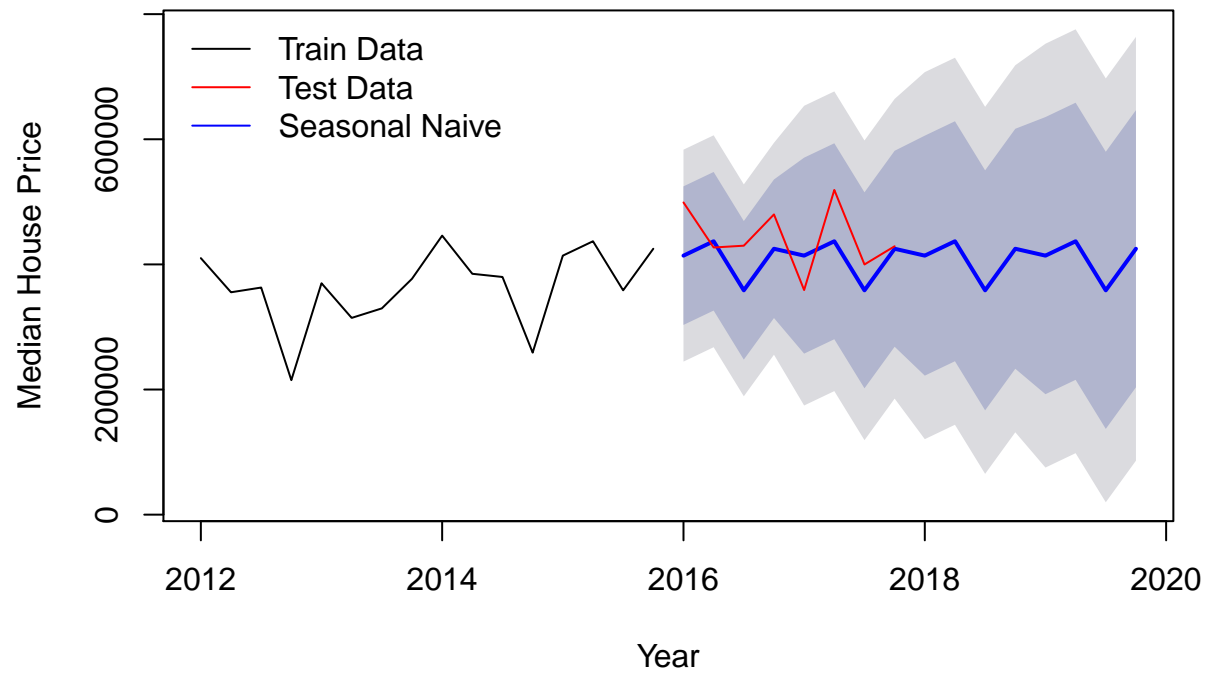 Train Data
Test Data
Seasonal Naive
Median House Price
600000
200000
0
2012 2014 2016 2018 2020
Year